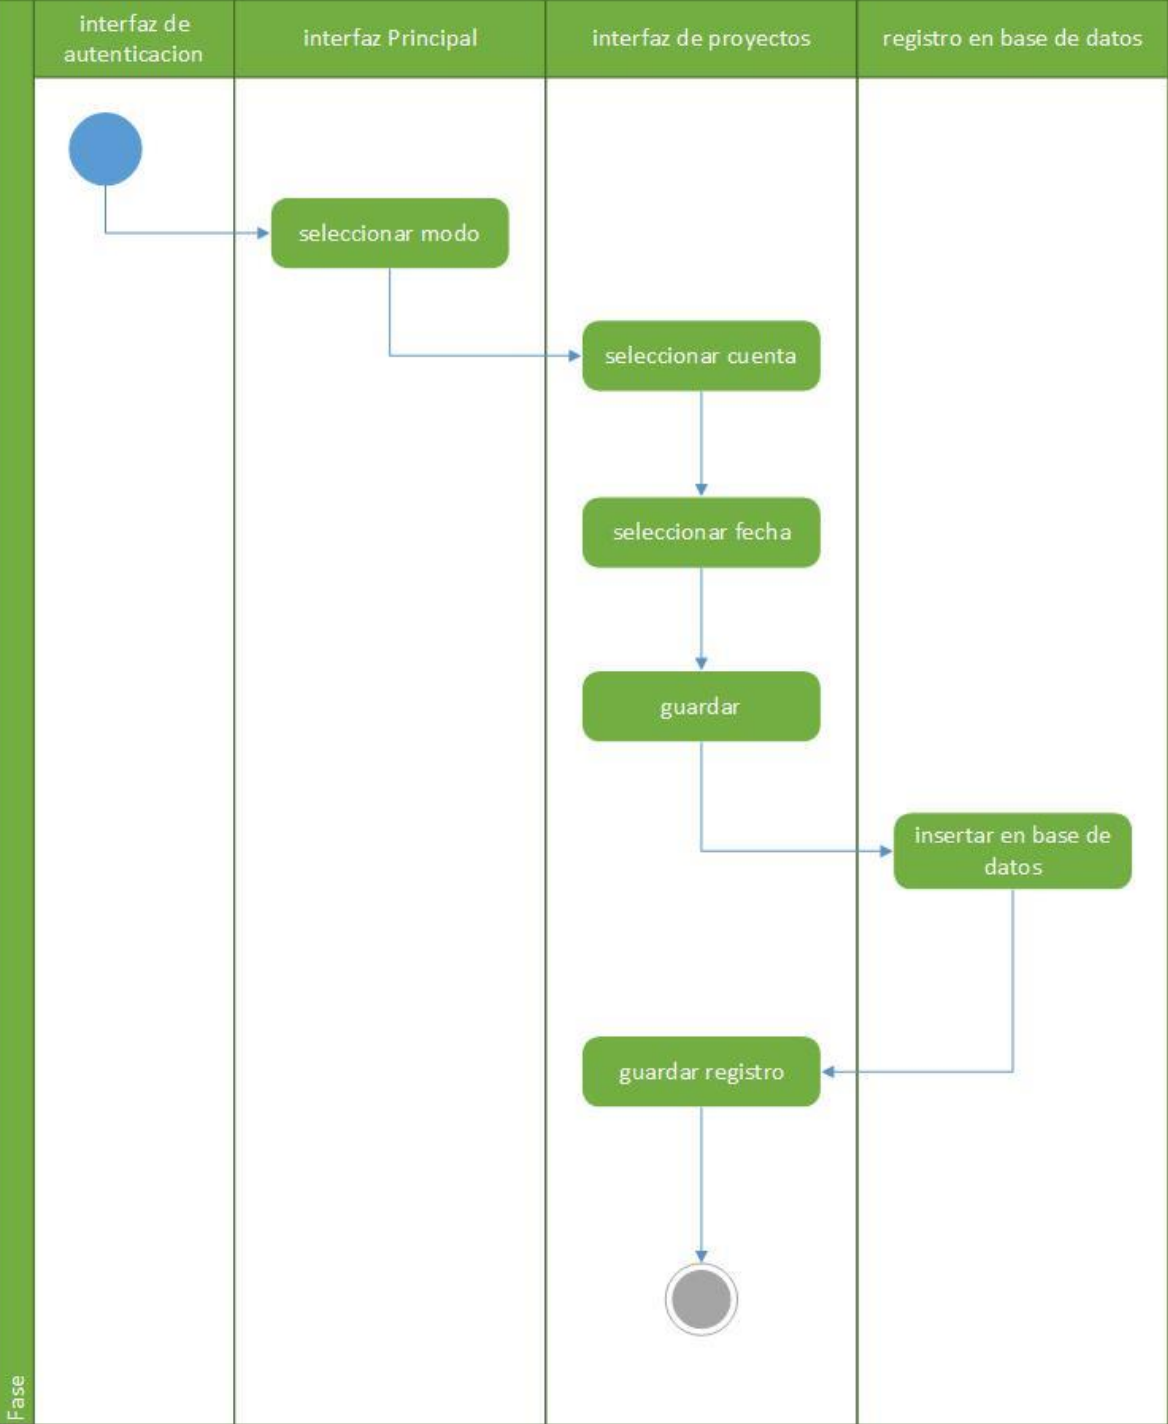 interfaz de
autenticacion
interfaz Principal
interfaz de proyectos
registro en base de datos
seleccionar modo
seleccionar cuenta
seleccionar fecha
guardar
insertar en base de
datos
guardar registro
Fase